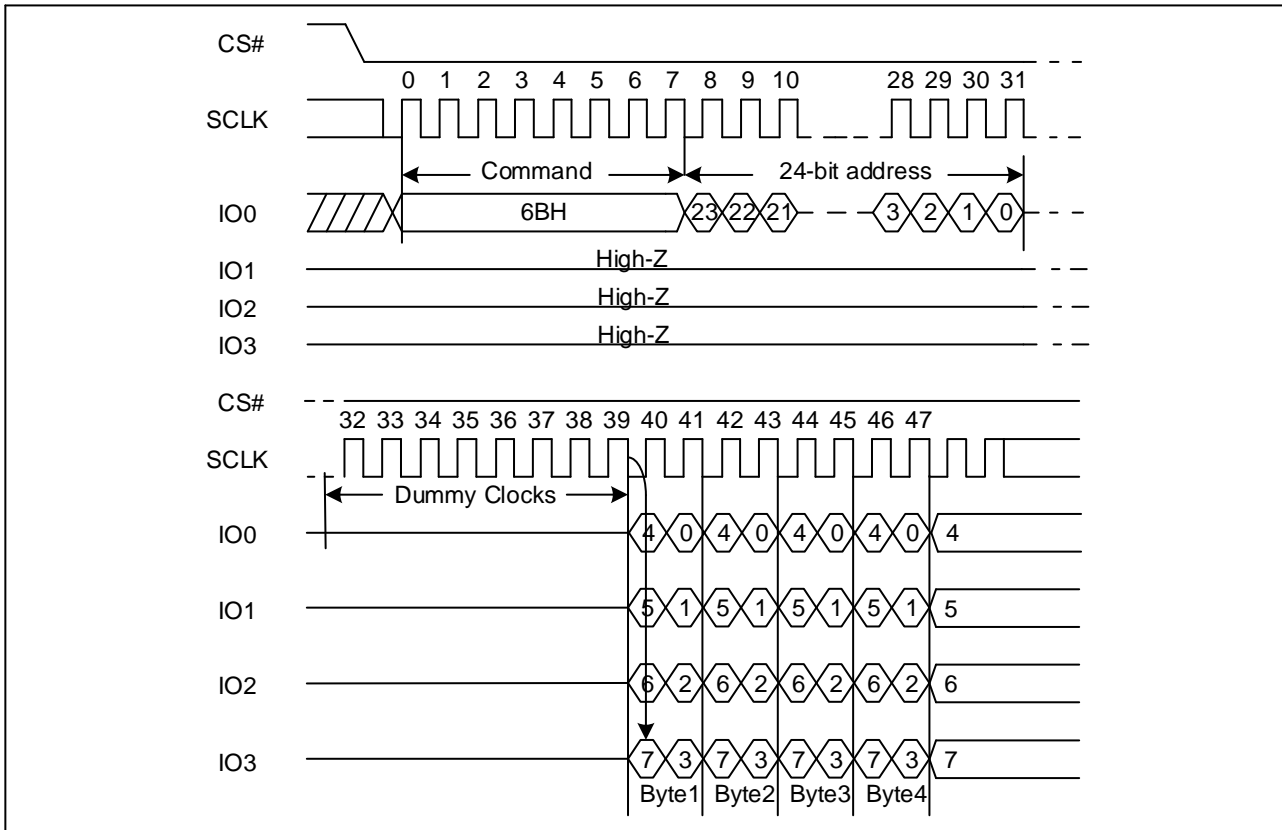 CS#
0 1 2 3 4 5 6 7 8 9 10 28 29 30 31
SCLK
Command 24-bit address
IO0 6BH 23 22 21 3 2 1 0
High-Z
IO1
High-Z
IO2
High-Z
IO3
CS#
32 33 34 35 36 37 38 39 40 41 42 43 44 45 46 47
SCLK
Dummy Clocks
IO0 4 0 4 0 4 0 4 0 4
IO1 5 1 5 1 5 1 5 1 5
IO2 6 2 6 2 6 2 6 2 6
IO3 7 3 7 3 7 3 7 3 7
Byte1 Byte2 Byte3 Byte4